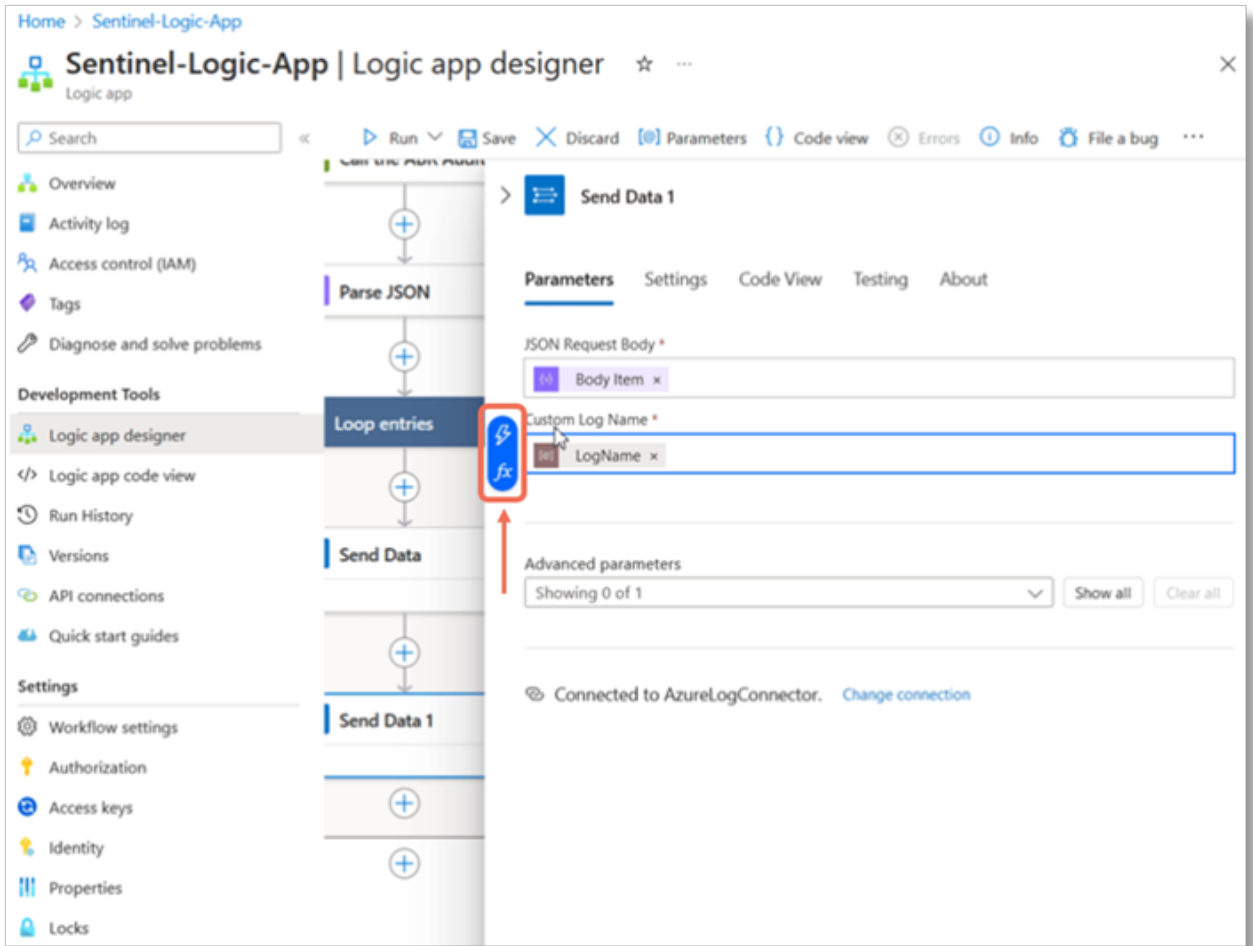 Home > Sentinel-Logic-App
Sentinel-Logic-App | Logic app designer
Logic app
Search
Run
Save
Discard
Parameters
Code view
Errors
Info
File a bug
Overview
Activity log
Access control (IAM)
Tags
Diagnose and solve problems
Development Tools
Logic app designer
Logic app code view
Run History
Versions
API connections
Quick start guides
Settings
Workflow settings
Authorization
Access keys
Identity
Properties
Locks
Call the ABR Audit
Parse JSON
Loop entries
Send Data
Send Data 1
Send Data 1
Parameters Settings Code View Testing About
JSON Request Body *
Body Item ×
Custom Log Name *
LogName ×
fx
Advanced parameters
Showing 0 of 1
Show all
Clear all
Connected to AzureLogConnector. Change connection